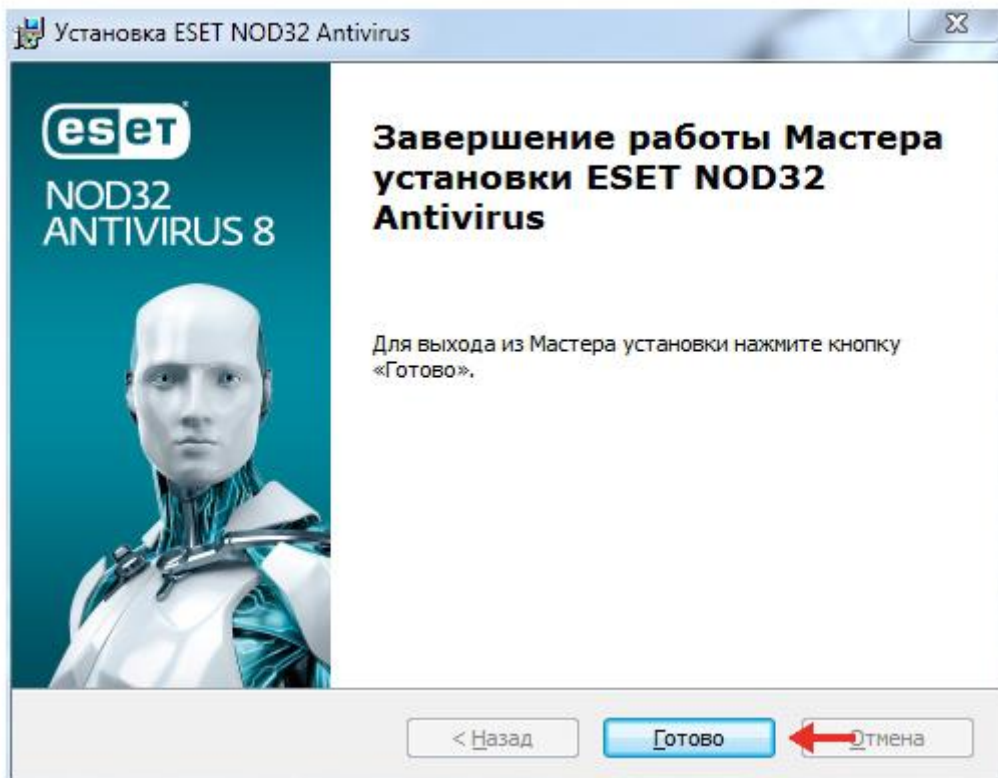 Установка ESET NOD32 Antivirus
eset
NOD32
ANTIVIRUS 8
Завершение работы Мастера
установки ESET NOD32
Antivirus
Для выхода из Мастера установки нажмите кнопку
«Готово».
< Назад
Готово
Отмена